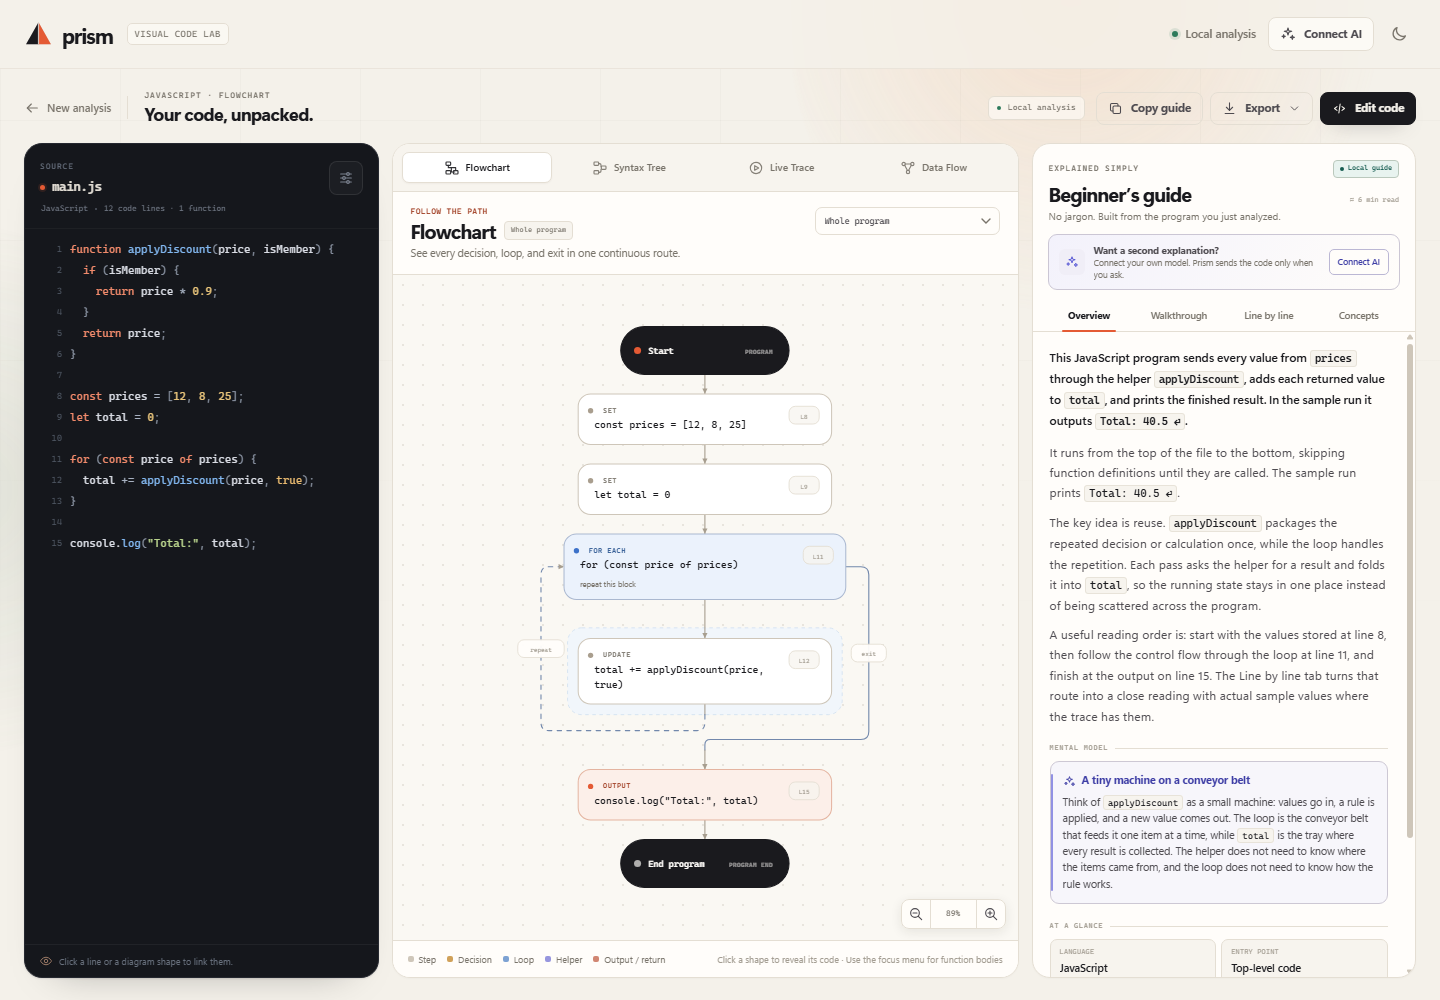 prism
VISUAL CODE LAB
Local analysis
Connect AI
New analysis
JAVASCRIPT · FLOWCHART
Your code, unpacked.
Local analysis
Copy guide
Export
Edit code
SOURCE
main.js
JavaScript · 12 code lines · 1 function
1 function applyDiscount(price, isMember) {
2 if (isMember) {
3 return price * 0.9;
4 }
5 return price;
6 }
7
8 const prices = [12, 8, 25];
9 let total = 0;
10
11 for (const price of prices) {
12 total += applyDiscount(price, true);
13 }
14
15 console.log("Total:", total);
Click a line or a diagram shape to link them.
Flowchart
Syntax Tree
Live Trace
Data Flow
FOLLOW THE PATH
Flowchart
Whole program
See every decision, loop, and exit in one continuous route.
Whole program
Start
PROGRAM
SET
L8
const prices = [12, 8, 25]
SET
L9
let total = 0
FOR EACH
L11
for (const price of prices)
repeat this block
repeat
exit
UPDATE
L12
total += applyDiscount(price,
true)
OUTPUT
L15
console.log("Total:", total)
End program
PROGRAM END
89%
Step
Decision
Loop
Helper
Output / return
Click a shape to reveal its code · Use the focus menu for function bodies
EXPLAINED SIMPLY
Local guide
Beginner's guide
≈ 6 min read
No jargon. Built from the program you just analyzed.
Want a second explanation?
Connect your own model. Prism sends the code only when
you ask.
Connect AI
Overview
Walkthrough
Line by line
Concepts
This JavaScript program sends every value from prices
through the helper applyDiscount, adds each returned value
to total, and prints the finished result. In the sample run it
outputs Total: 40.5 ↵.
It runs from the top of the file to the bottom, skipping
function definitions until they are called. The sample run
prints Total: 40.5 ↵.
The key idea is reuse. applyDiscount packages the
repeated decision or calculation once, while the loop handles
the repetition. Each pass asks the helper for a result and folds
it into total, so the running state stays in one place instead
of being scattered across the program.
A useful reading order is: start with the values stored at line 8,
then follow the control flow through the loop at line 11, and
finish at the output on line 15. The Line by line tab turns that
route into a close reading with actual sample values where
the trace has them.
MENTAL MODEL
A tiny machine on a conveyor belt
Think of applyDiscount as a small machine: values go in, a rule is
applied, and a new value comes out. The loop is the conveyor belt
that feeds it one item at a time, while total is the tray where
every result is collected. The helper does not need to know where
the items came from, and the loop does not need to know how the
rule works.
AT A GLANCE
LANGUAGE
JavaScript
ENTRY POINT
Top-level code